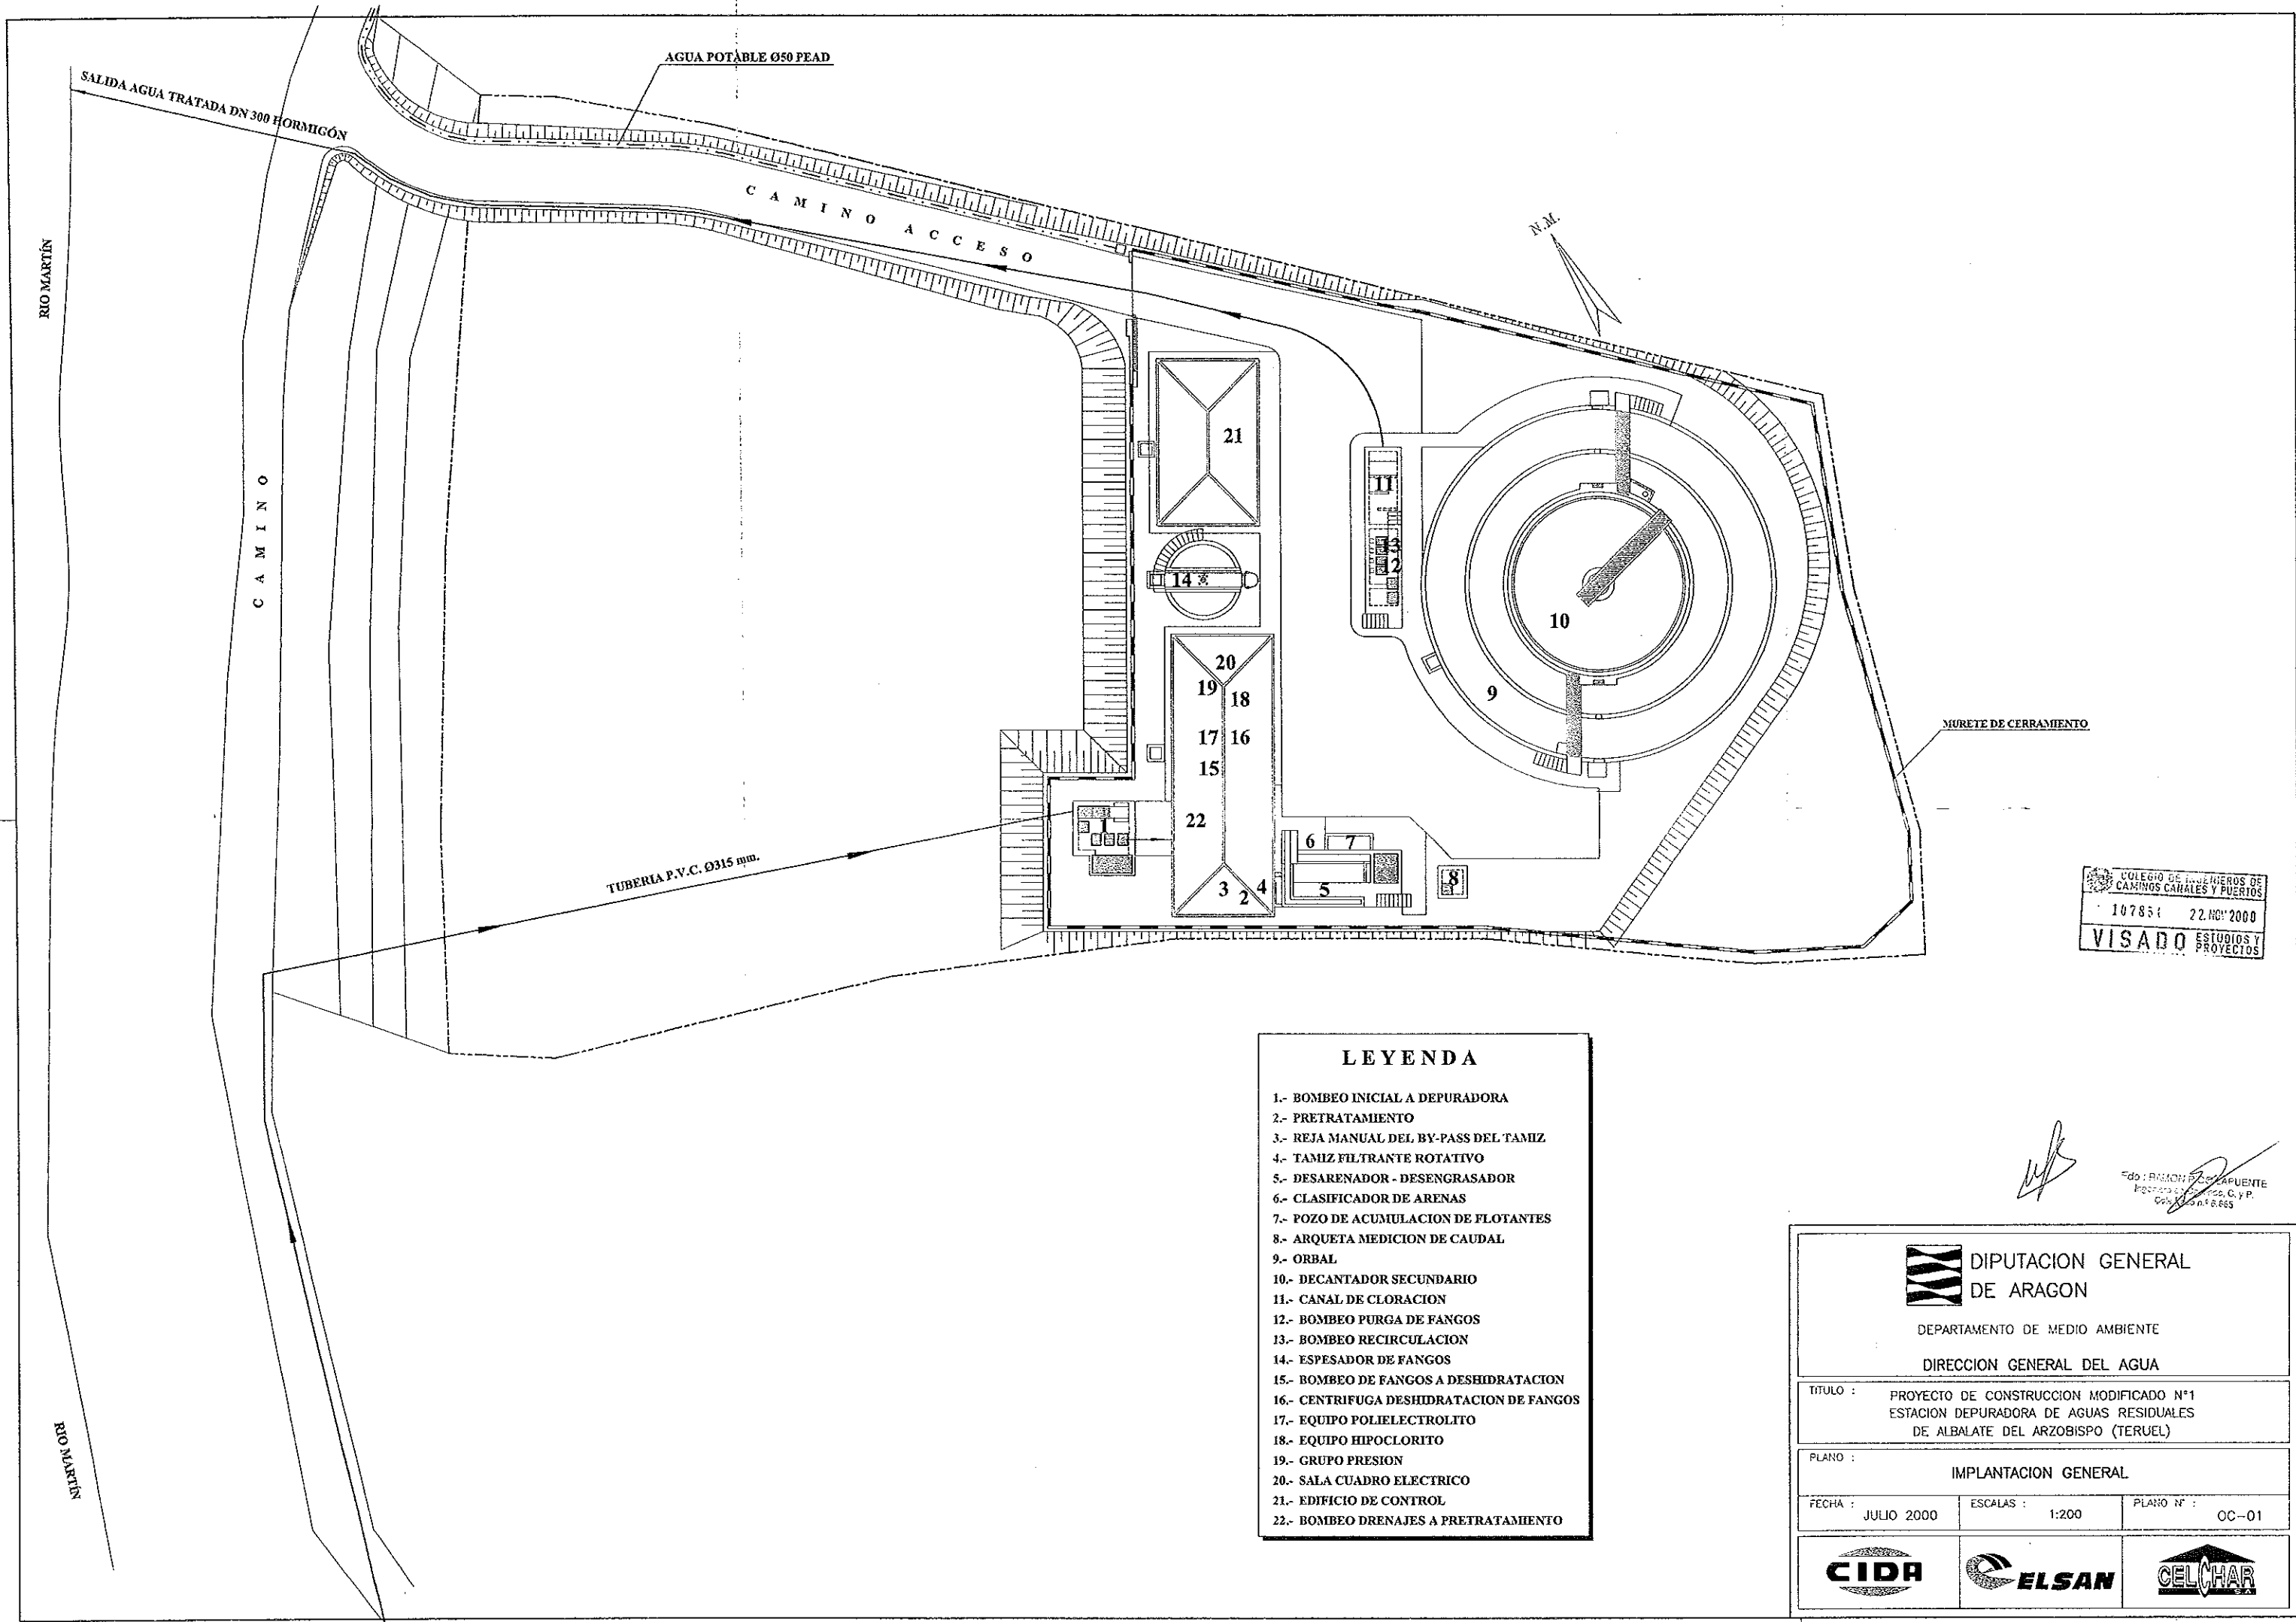 AGUA POTABLE Ø50 PEAD
SALIDA AGUA TRATADA DN 300 HORMIGÓN
CAMINO ACCESO
N.M.
RIO MARTÍN
CAMINO
21
11
13
12
14
10
9
20
19
18
17
16
15
22
6
7
3
2
4
5
8
MURETE DE CERRAMIENTO
TUBERIA P.V.C. Ø315 mm.
RIO MARTÍN
COLEGIO DE INGENIEROS DE
CAMINOS CANALES Y PUERTOS
22. NOV 2000
VISADO ESTUDIOS Y
PROYECTOS
LEYENDA
1.- BOMBEO INICIAL A DEPURADORA
2.- PRETRATAMIENTO
3.- REJA MANUAL DEL BY-PASS DEL TAMIZ
4.- TAMIZ FILTRANTE ROTATIVO
5.- DESARENADOR - DESENGRASADOR
6.- CLASIFICADOR DE ARENAS
7.- POZO DE ACUMULACION DE FLOTANTES
8.- ARQUETA MEDICION DE CAUDAL
9.- ORBAL
10.- DECANTADOR SECUNDARIO
11.- CANAL DE CLORACION
12.- BOMBEO PURGA DE FANGOS
13.- BOMBEO RECIRCULACION
14.- ESPESADOR DE FANGOS
15.- BOMBEO DE FANGOS A DESHIDRATACION
16.- CENTRIFUGA DESHIDRATACION DE FANGOS
17.- EQUIPO POLIELECTROLITO
18.- EQUIPO HIPOCLORITO
19.- GRUPO PRESION
20.- SALA CUADRO ELECTRICO
21.- EDIFICIO DE CONTROL
22.- BOMBEO DRENAJES A PRETRATAMIENTO
DIPUTACION GENERAL
DE ARAGON
DEPARTAMENTO DE MEDIO AMBIENTE
DIRECCION GENERAL DEL AGUA
TITULO :
PROYECTO DE CONSTRUCCION MODIFICADO Nº1
ESTACION DEPURADORA DE AGUAS RESIDUALES
DE ALBALATE DEL ARZOBISPO (TERUEL)
PLANO :
IMPLANTACION GENERAL
FECHA :
JULIO 2000
ESCALAS :
1:200
PLANO Nº :
OC-01
CIDA
ELSAN
CELCHAR
S.A.